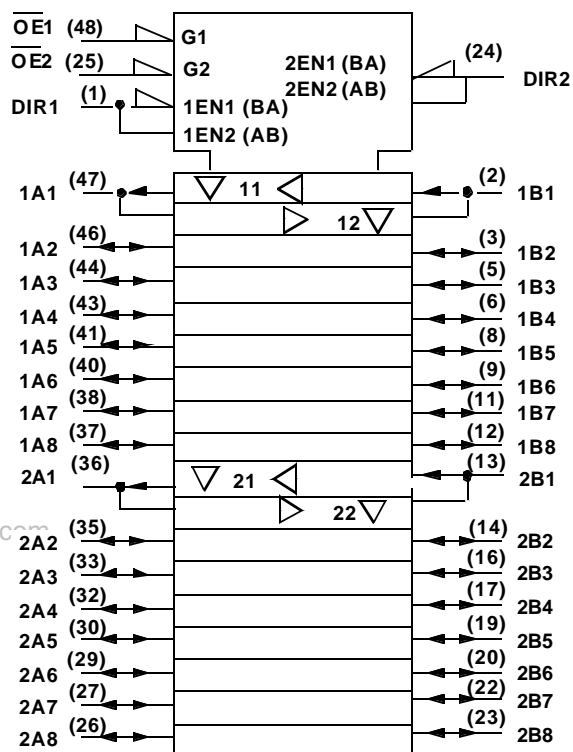 OE1 (48) G1
OE2 (25) G2 2EN1 (BA) (24) DIR2
DIR1 (1) 1EN1 (BA) 2EN2 (AB)
1EN2 (AB)
1A1 (47) 11 (2) 1B1
12
1A2 (46) (3) 1B2
1A3 (44) (5) 1B3
1A4 (43) (6) 1B4
1A5 (41) (8) 1B5
1A6 (40) (9) 1B6
1A7 (38) (11) 1B7
1A8 (37) (12) 1B8
2A1 (36) 21 (13) 2B1
22
com
2A2 (35) (14) 2B2
2A3 (33) (16) 2B3
2A4 (32) (17) 2B4
2A5 (30) (19) 2B5
2A6 (29) (20) 2B6
2A7 (27) (22) 2B7
2A8 (26) (23) 2B8